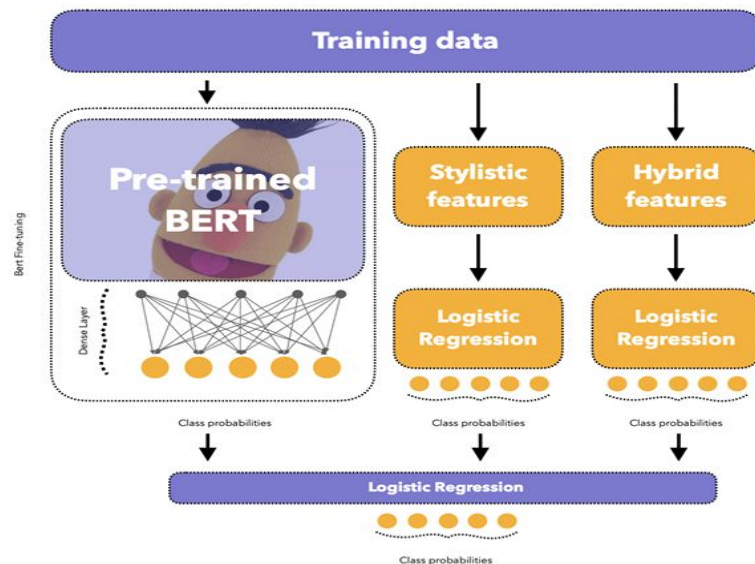 Training data
Bert Fine-tuning
Pre-trained
BERT
Dense Layer
Class probabilities
Stylistic
features
Logistic
Regression
Class probabilities
Hybrid
features
Logistic
Regression
Class probabilities
Logistic Regression
Class probabilities